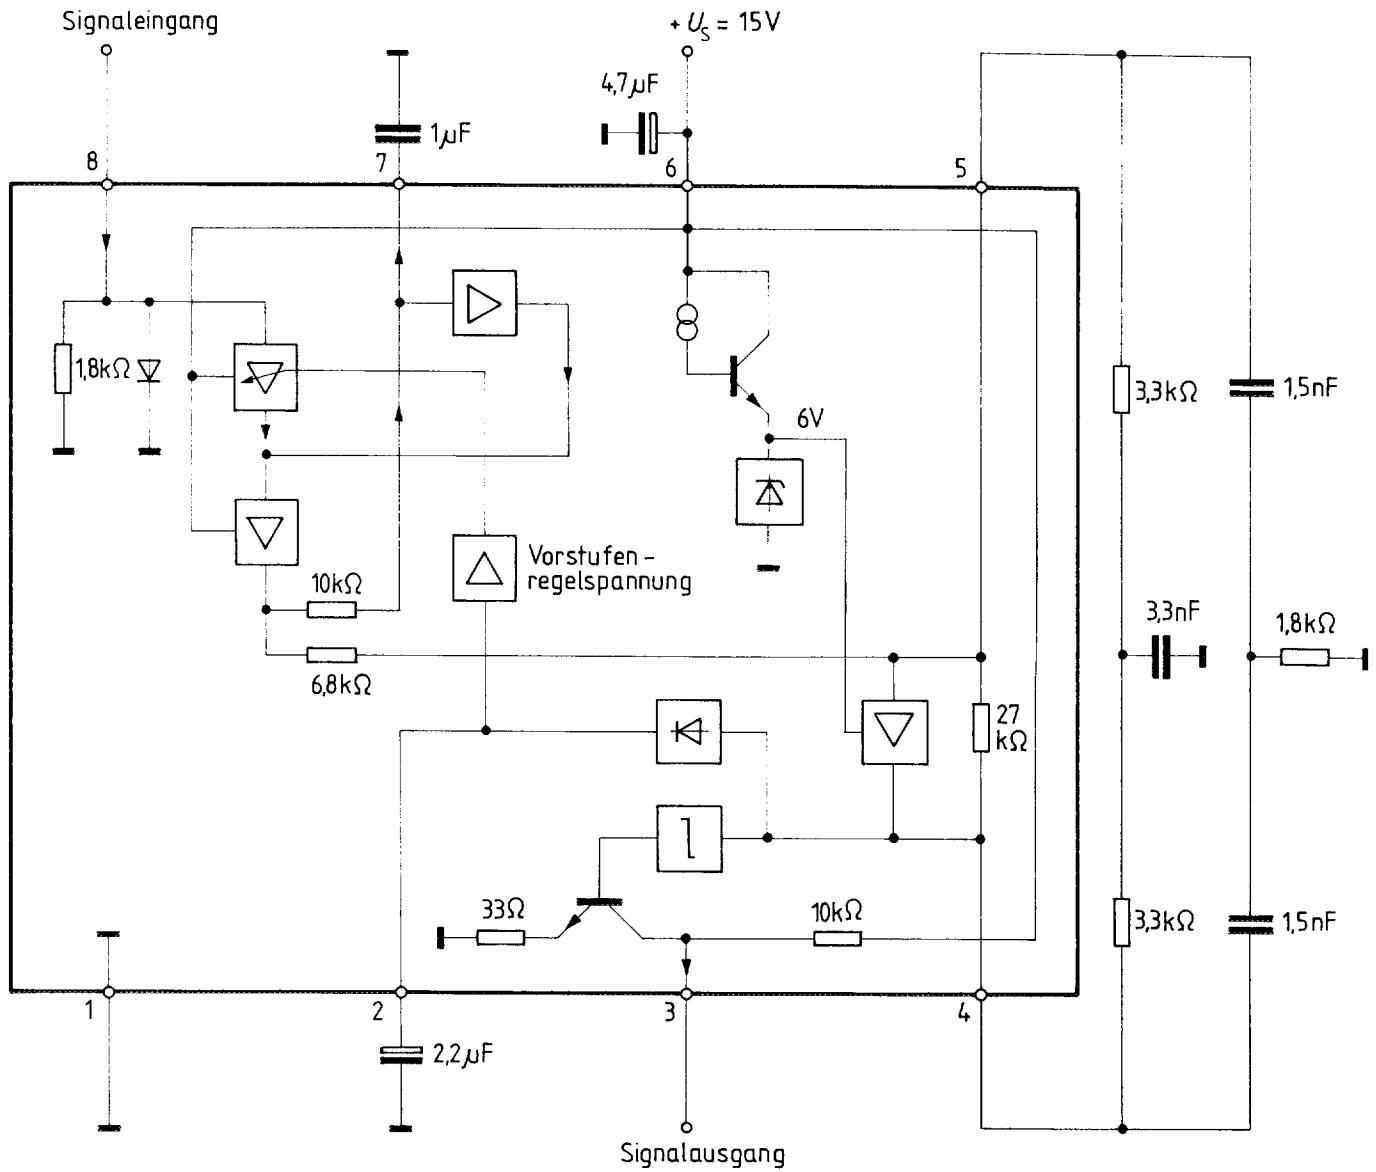 Signaleingang
+ U_S = 15V
4,7µF
1µF
8
7
6
5
1,8kΩ
3,3kΩ
1,5nF
6V
Vorstufen-
regelspannung
10kΩ
6,8kΩ
3,3nF
1,8kΩ
27
kΩ
33Ω
10kΩ
3,3kΩ
1,5nF
1
2
3
4
2,2µF
Signalausgang